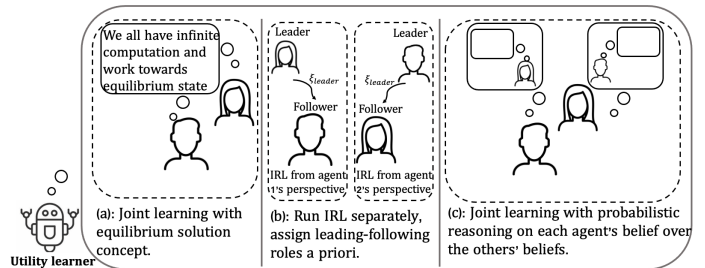 We all have infinite
computation and
work towards
equilibrium state
Leader
ξleader
Follower
IRL from agent
1's perspective
Leader
ξleader
Follower
IRL from agent
2's perspective
(a): Joint learning with
equilibrium solution
concept.
(b): Run IRL separately,
assign leading-following
roles a priori.
(c): Joint learning with probabilistic
reasoning on each agent's belief over
the others' beliefs.
Utility learner